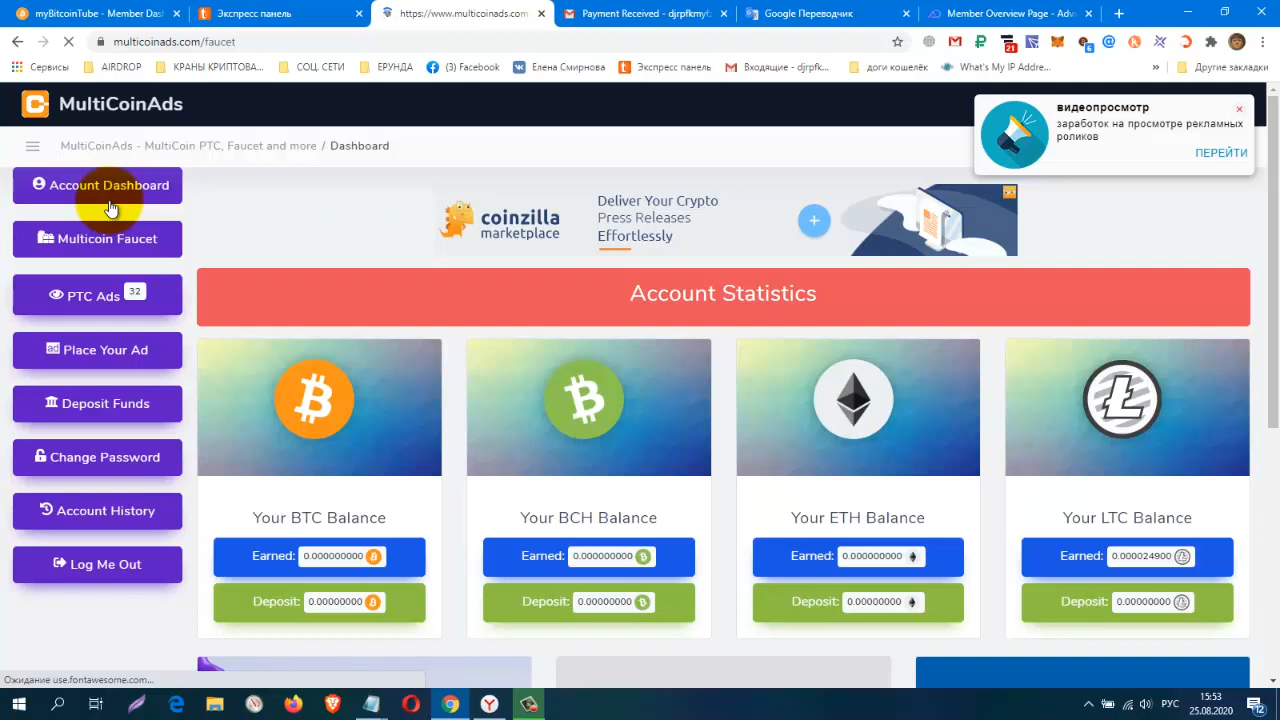 myBitcoinTube - Member Das
Экспресс панель
https://www.multicoinads.com
Payment Received - djrpfkmyf
Google Переводчик
Member Overview Page - Adv
multicoinads.com/faucet
21
6
Сервисы
AIRDROP
КРАНЫ КРИПТОВА...
СОЦ. СЕТИ
ЕРУНДА
(3) Facebook
Елена Смирнова
Экспресс панель
Входящие - djrpfk...
доги кошелёк
What's My IP Addre...
»
Другие закладки
MultiCoinAds
видеопросмотр
заработок на просмотре рекламных
роликов
ПЕРЕЙТИ
MultiCoinAds - MultiCoin PTC, Faucet and more / Dashboard
Account Dashboard
Multicoin Faucet
PTC Ads 32
Place Your Ad
Deposit Funds
Change Password
Account History
Log Me Out
coinzilla
marketplace
Deliver Your Crypto
Press Releases
Effortlessly
Account Statistics
Your BTC Balance
Earned: 0.000000000
Deposit: 0.00000000
Your BCH Balance
Earned: 0.000000000
Deposit: 0.00000000
Your ETH Balance
Earned: 0.000000000
Deposit: 0.00000000
Your LTC Balance
Earned: 0.000024900
Deposit: 0.00000000
Ожидание use.fontawesome.com...
РУС
15:53
25.08.2020
12